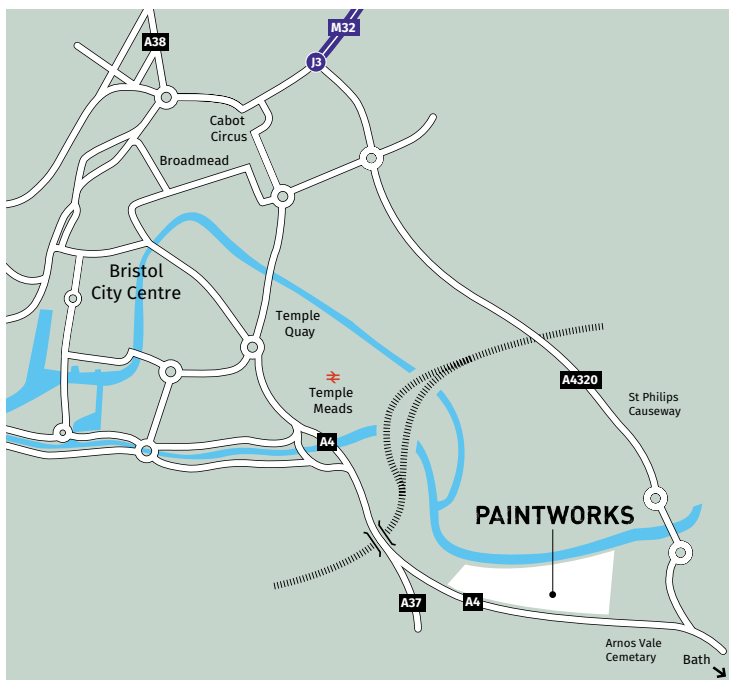 M32
A38
J3
Cabot
Circus
Broadmead
Bristol
City Centre
Temple
Quay
Temple
Meads
A4320
St Philips
Causeway
A4
PAINTWORKS
A37
A4
Arnos Vale
Cemetary
Bath